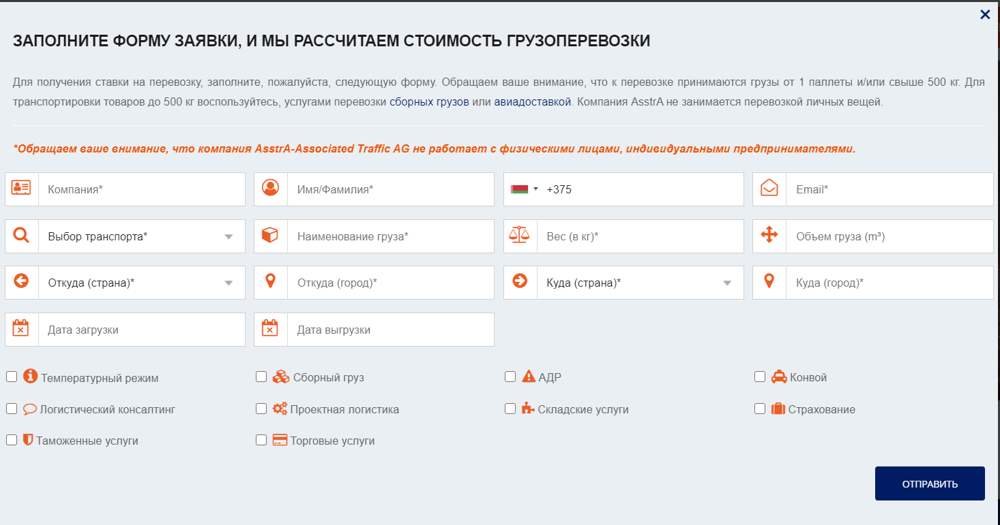 ЗАПОЛНИТЕ ФОРМУ ЗАЯВКИ, И МЫ РАССЧИТАЕМ СТОИМОСТЬ ГРУЗОПЕРЕВОЗКИ
Для получения ставки на перевозку, заполните, пожалуйста, следующую форму. Обращаем ваше внимание, что к перевозке принимаются грузы от 1 паллеты и/или свыше 500 кг. Для
транспортировки товаров до 500 кг воспользуйтесь, услугами перевозки сборных грузов или авиадоставкой. Компания AsstrA не занимается перевозкой личных вещей.
*Обращаем ваше внимание, что компания AsstrA-Associated Traffic AG не работает с физическими лицами, индивидуальными предпринимателями.
Компания*
Имя/Фамилия*
+375
Email*
Выбор транспорта*
Наименование груза*
Вес (в кг)*
Объем груза (m³)
Откуда (страна)*
Откуда (город)*
Куда (страна)*
Куда (город)*
Дата загрузки
Дата выгрузки
Температурный режим
Сборный груз
АДР
Конвой
Логистический консалтинг
Проектная логистика
Складские услуги
Страхование
Таможенные услуги
Торговые услуги
ОТПРАВИТЬ